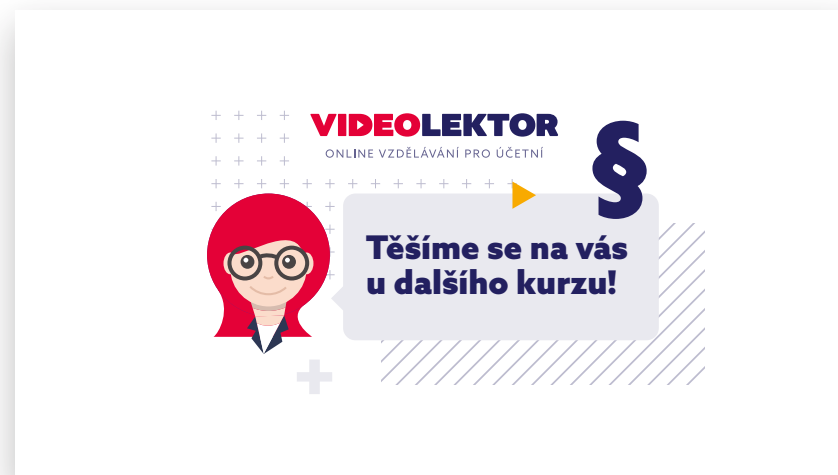 VIDEOLEKTOR
ONLINE VZDĚLÁVÁNÍ PRO ÚČETNÍ
§
Těšíme se na vás
u dalšího kurzu!